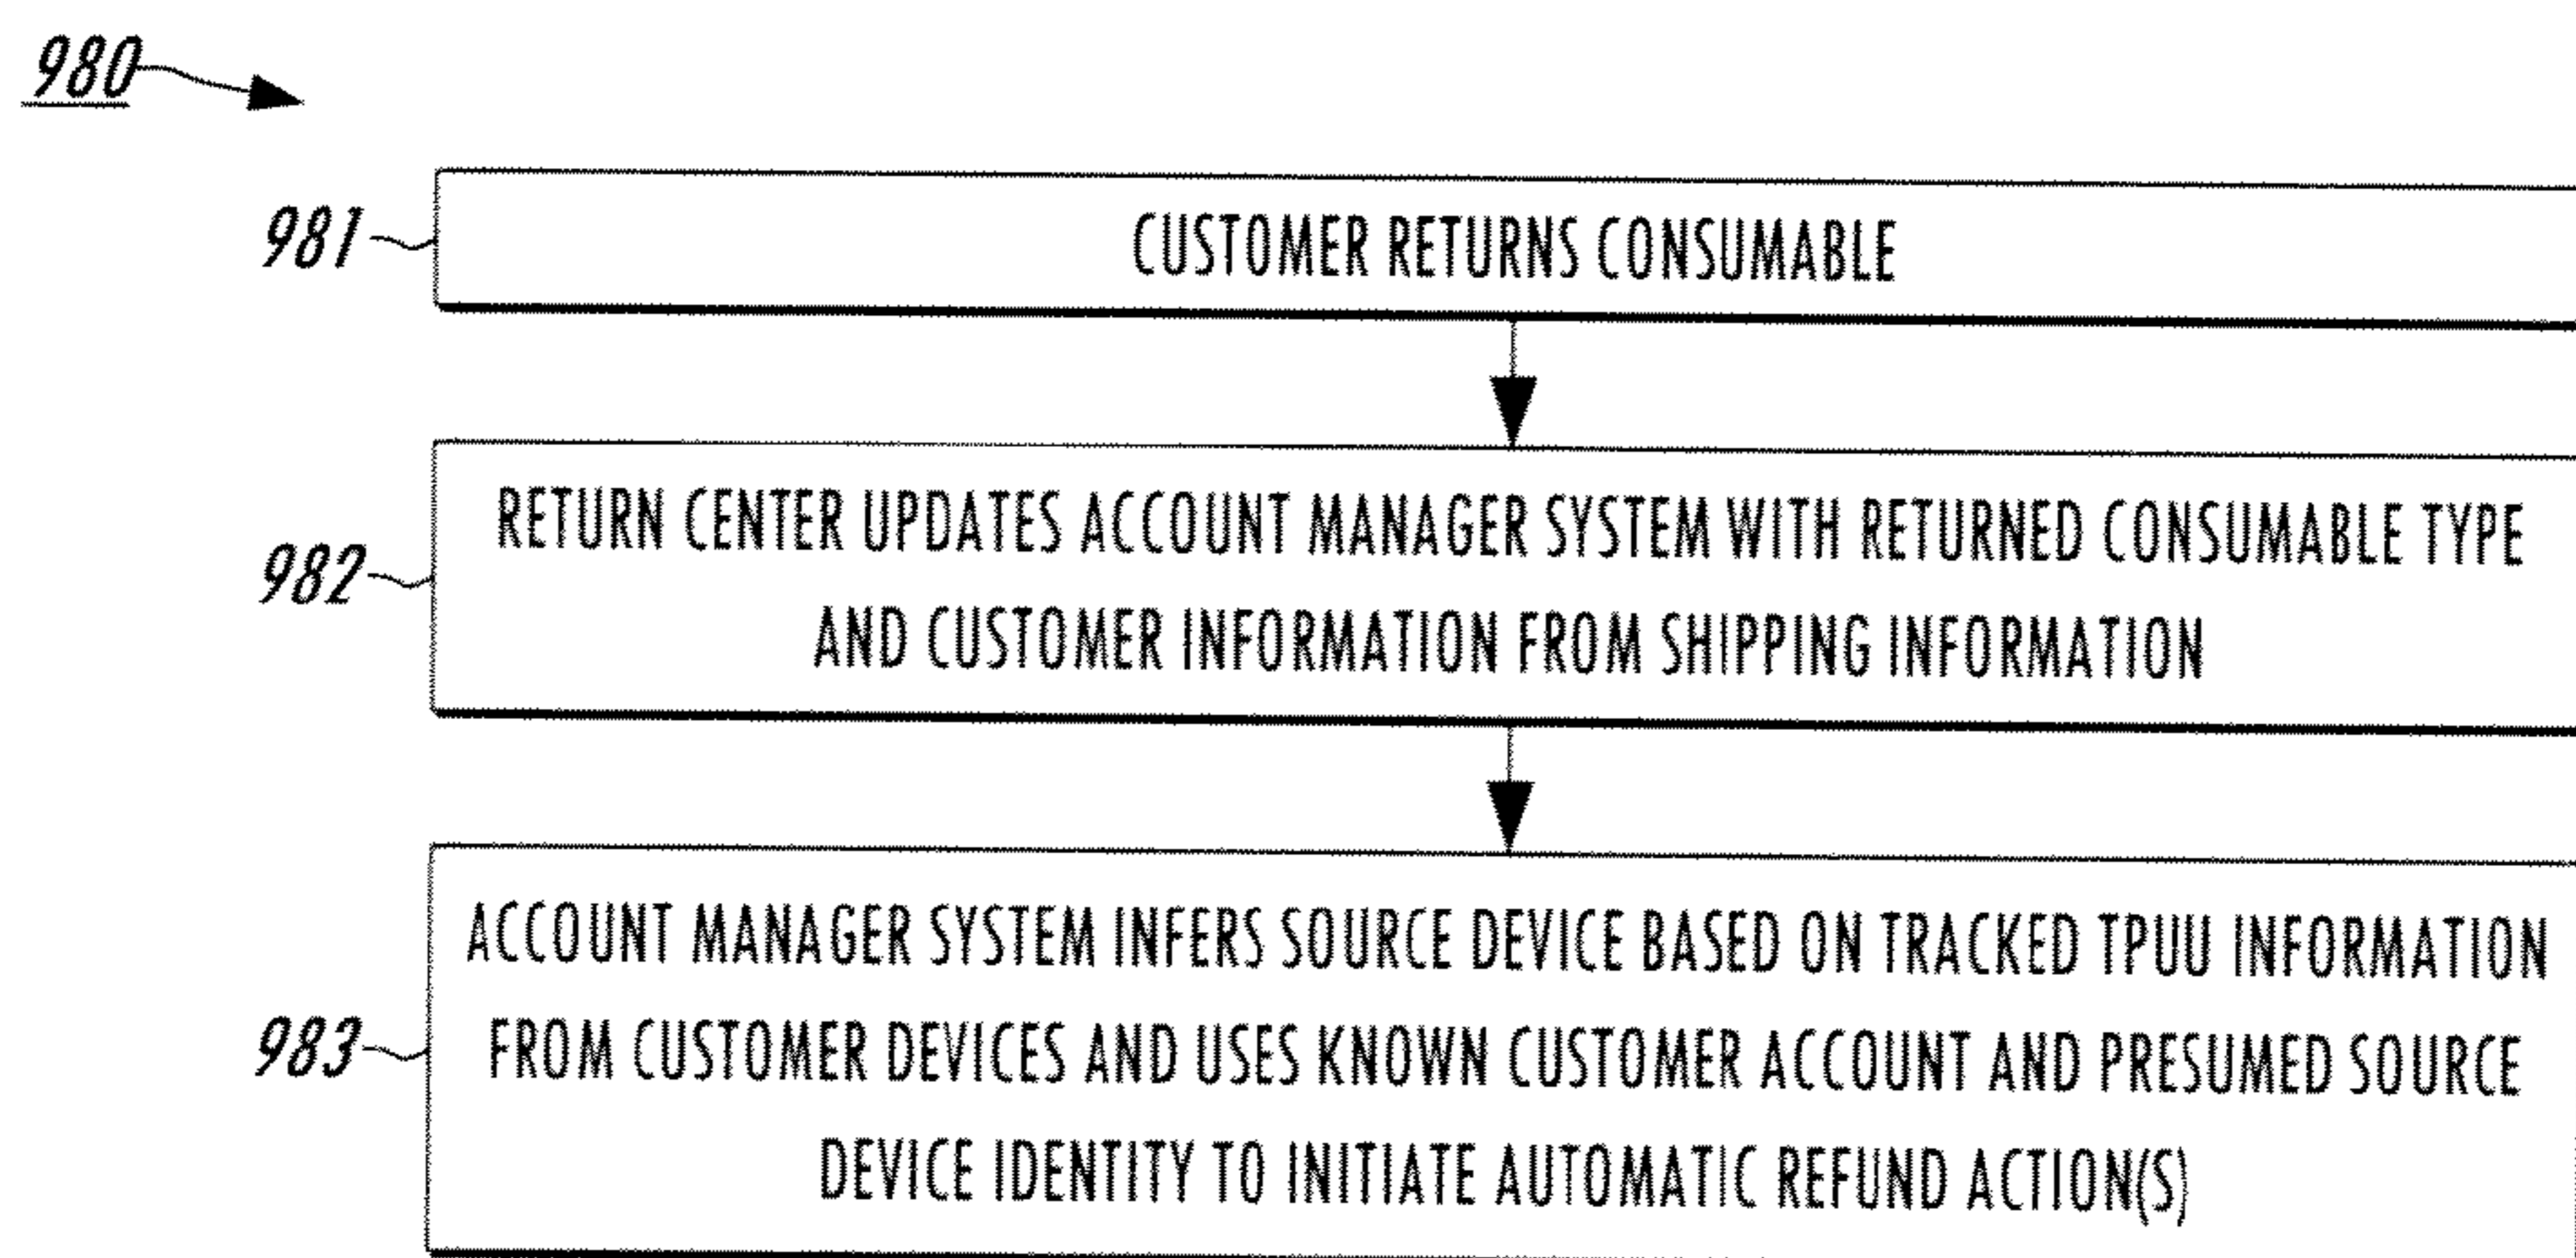 980
981
CUSTOMER RETURNS CONSUMABLE
982
RETURN CENTER UPDATES ACCOUNT MANAGER SYSTEM WITH RETURNED CONSUMABLE TYPE
AND CUSTOMER INFORMATION FROM SHIPPING INFORMATION
983
ACCOUNT MANAGER SYSTEM INFERS SOURCE DEVICE BASED ON TRACKED TPUU INFORMATION
FROM CUSTOMER DEVICES AND USES KNOWN CUSTOMER ACCOUNT AND PRESUMED SOURCE
DEVICE IDENTITY TO INITIATE AUTOMATIC REFUND ACTION(S)